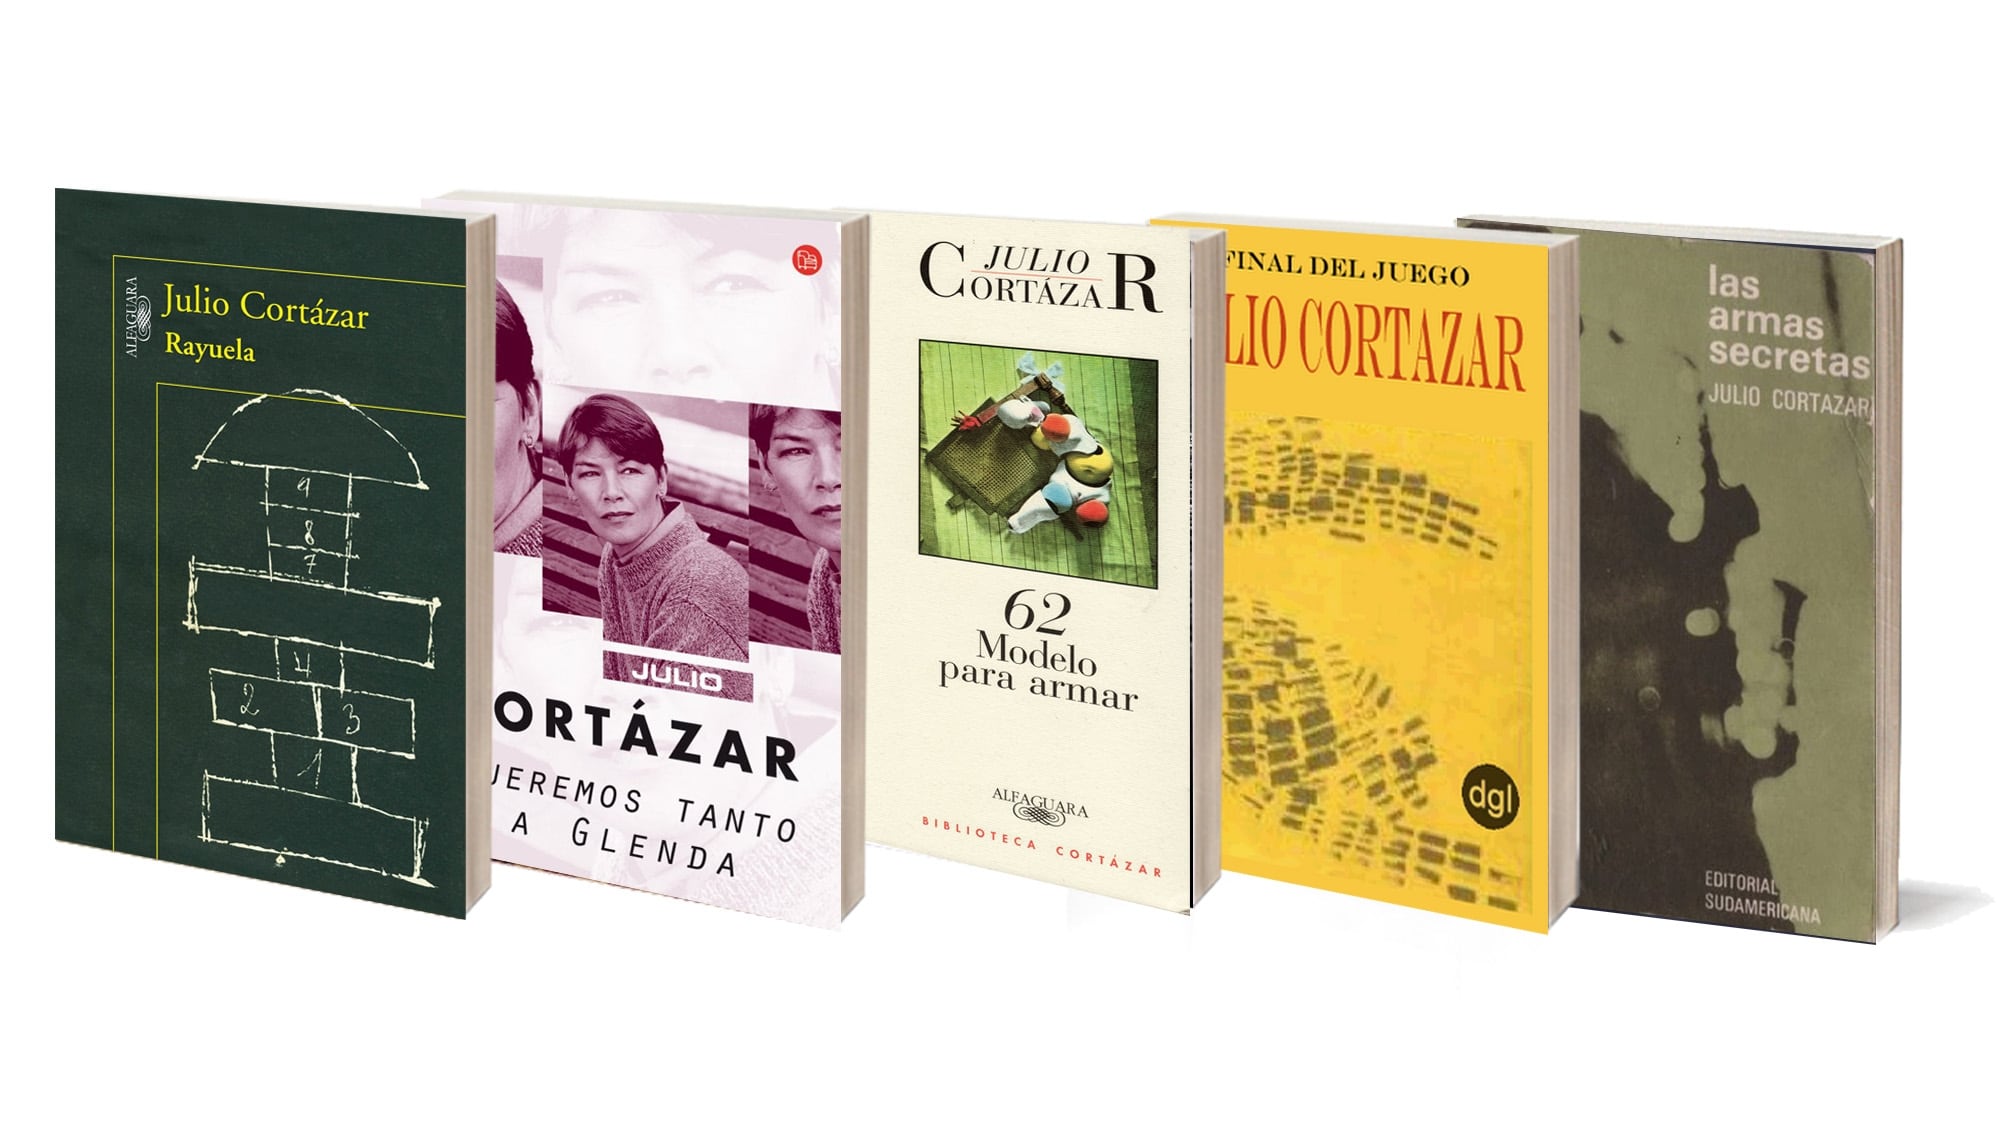 ALFAGUARA
Julio Cortázar
Rayuela
9
8
7
4
2 3
1
JULIO
ORTÁZAR
UEREMOS TANTO
A GLENDA
JULIO
CORTÁZAR
62
Modelo
para armar
ALFAGUARA
BIBLIOTECA CORTÁZAR
FINAL DEL JUEGO
LIO CORTAZAR
dgl
las
armas
secretas
JULIO CORTAZAR
EDITORIAL
SUDAMERICANA